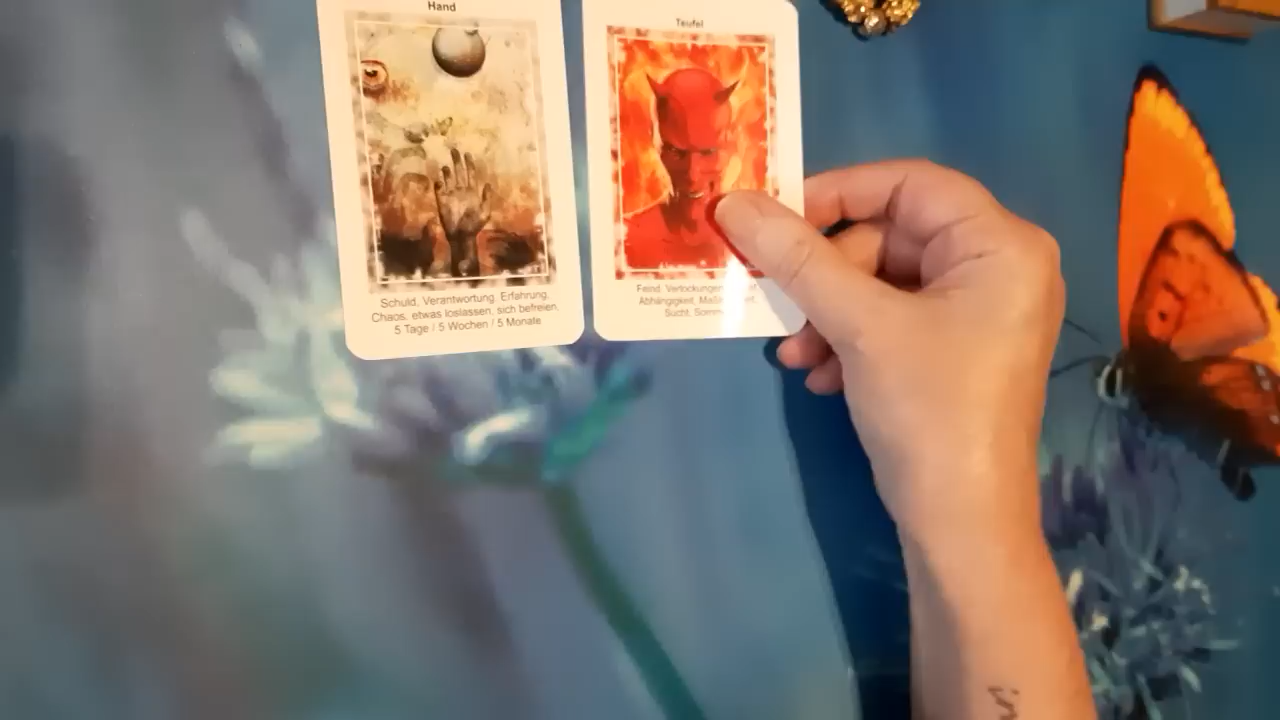 Hand
Schuld, Verantwortung, Erfahrung,
Chaos, etwas loslassen, sich befreien,
5 Tage / 5 Wochen / 5 Monate
Teufel
Feind, Verlockungen
Abhängigkeit,
Sucht,